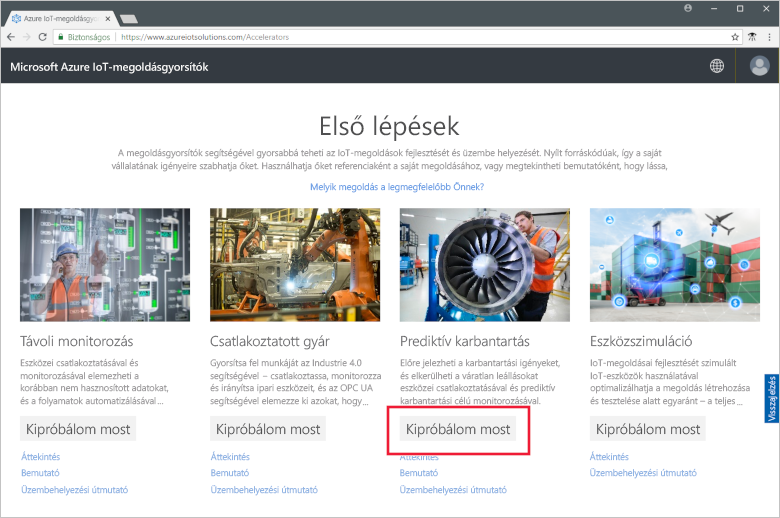 Azure IoT-megoldásgyor
Biztonságos
https://www.azureiotsolutions.com/Accelerators
Microsoft Azure IoT-megoldásgyorsítók
Első lépések
A megoldásgyorsítók segítségével gyorsabbá teheti az IoT-megoldások fejlesztését és üzembe helyezését. Nyílt forráskódúak, így a saját
vállalatának igényeire szabhatja őket. Használhatja őket referenciaként a saját megoldásához, vagy megtekintheti bemutatóként, hogy lássa,
Melyik megoldás a legmegfelelőbb Önnek?
Távoli monitorozás
Eszközei csatlakoztatásával és
monitorozásával elemezheti a
korábban nem hasznosított adatokat,
és a folyamatok automatizálásával...
Kipróbálom most
Áttekintés
Bemutató
Üzembehelyezési útmutató
Csatlakoztatott gyár
Gyorsítsa fel munkáját az Industrie 4.0
segítségével – csatlakoztassa, monitorozza
és irányítsa ipari eszközeit, és az OPC UA
segítségével elemezze ki azokat, hogy...
Kipróbálom most
Áttekintés
Bemutató
Üzembehelyezési útmutató
Prediktív karbantartás
Előre jelezheti a karbantartási igényeket,
és elkerülheti a váratlan leállásokat
eszközei csatlakoztatásával és prediktív
karbantartási célú monitorozásával.
Kipróbálom most
Áttekintés
Bemutató
Üzembehelyezési útmutató
Eszközszimuláció
IoT-megoldásai fejlesztését szimulált
IoT-eszközök használatával
optimalizálhatja a megoldás létrehozása
és tesztelése alatt egyaránt – a teljes...
Kipróbálom most
Áttekintés
Üzembehelyezési útmutató
Visszajelzés